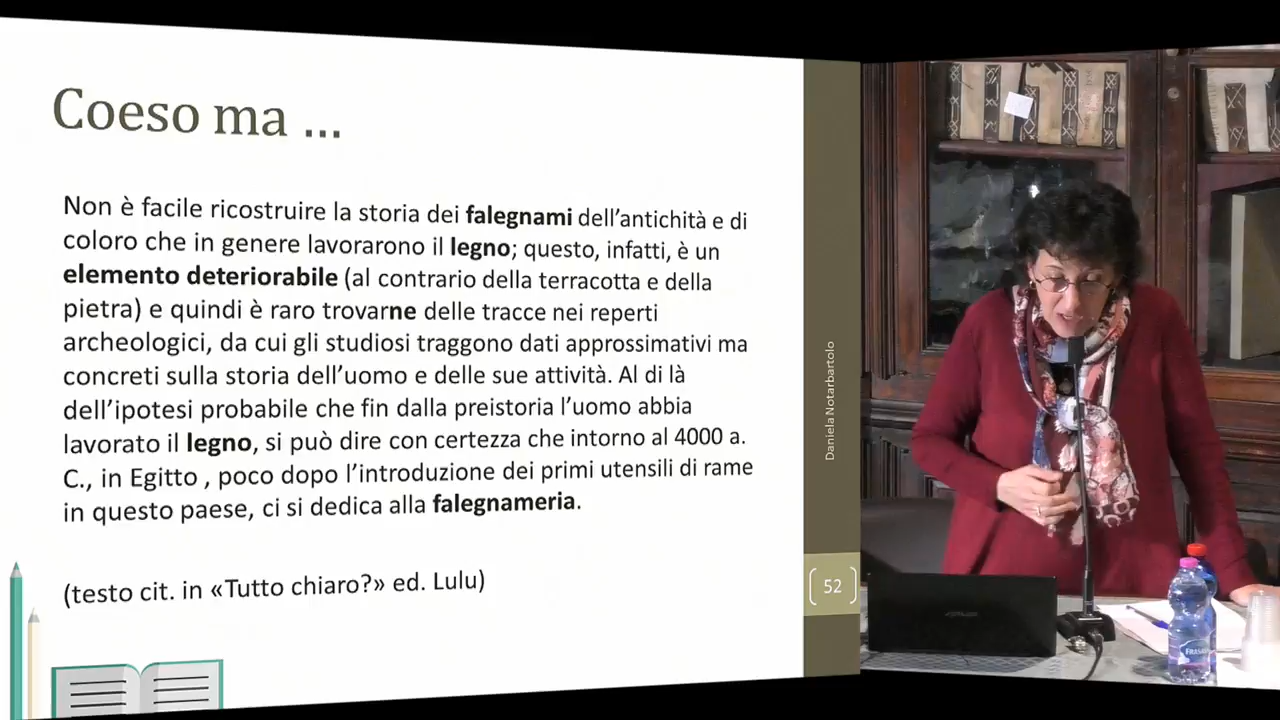 Coeso ma ...
Non è facile ricostruire la storia dei falegnami dell'antichità e di
coloro che in genere lavorarono il legno; questo, infatti, è un
elemento deteriorabile (al contrario della terracotta e della
pietra) e quindi è raro trovarne delle tracce nei reperti
archeologici, da cui gli studiosi traggono dati approssimativi ma
concreti sulla storia dell'uomo e delle sue attività. Al di là
dell'ipotesi probabile che fin dalla preistoria l'uomo abbia
lavorato il legno, si può dire con certezza che intorno al 4000 a.
C., in Egitto , poco dopo l'introduzione dei primi utensili di rame
in questo paese, ci si dedica alla falegnameria.
(testo cit. in «Tutto chiaro?» ed. Lulu)
Daniela Notarbartolo
52
ASUS